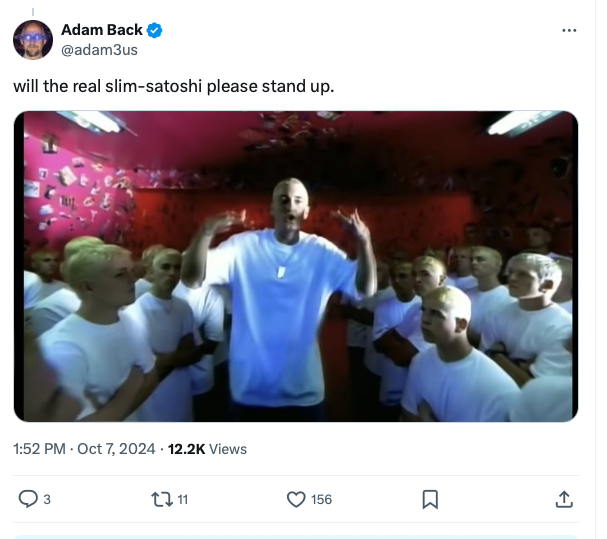 Adam Back
@adam3us
will the real slim-satoshi please stand up.
1:52 PM · Oct 7, 2024 · 12.2K Views
3 11 156